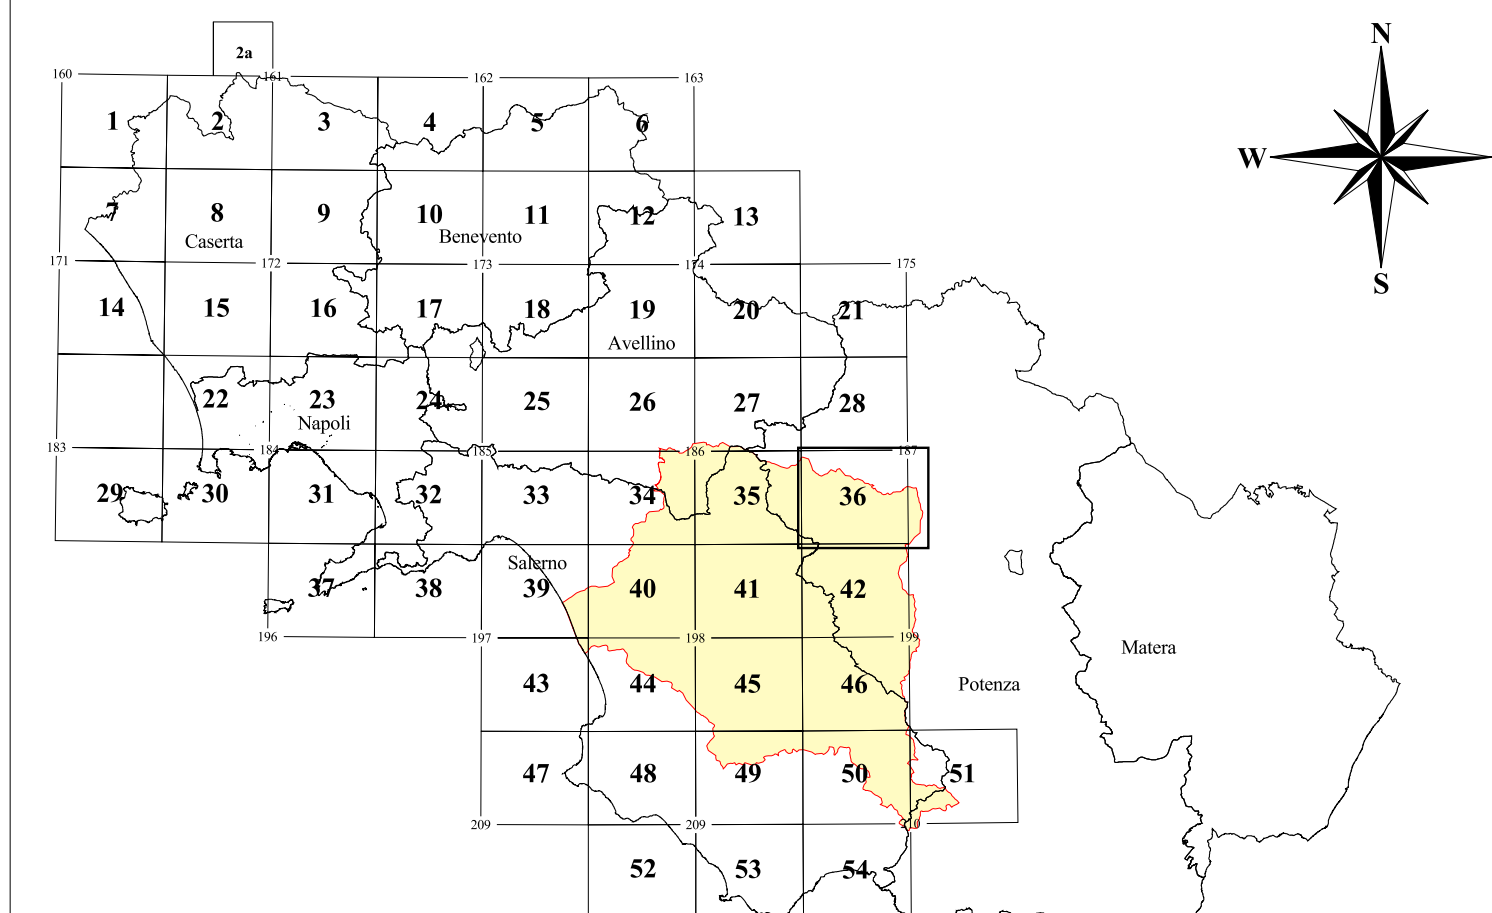 N
2a
160 161 162 163
1 2 3 4 5 6
W
7 8 9 10 11 12 13
Caserta Benevento
171 172 173 174 175
S
14 15 16 17 18 19 20 21
Avellino
22 23 24 25 26 27 28
Napoli
183 184 185 186 187
29 30 31 32 33 34 35 36
Salerno
37 38 39 40 41 42
196 197 198 199
Matera
43 44 45 46 Potenza
47 48 49 50 51
209 209 210
52 53 54